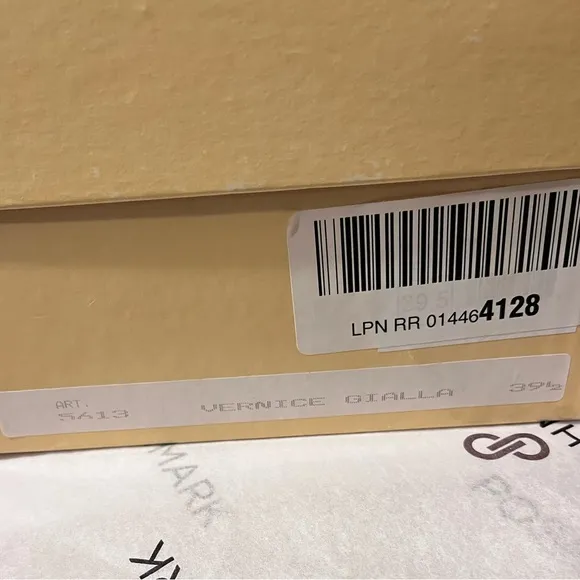 LPN RR 014464128
ART.
5613 VERNICE GIALLA 39½
MARK